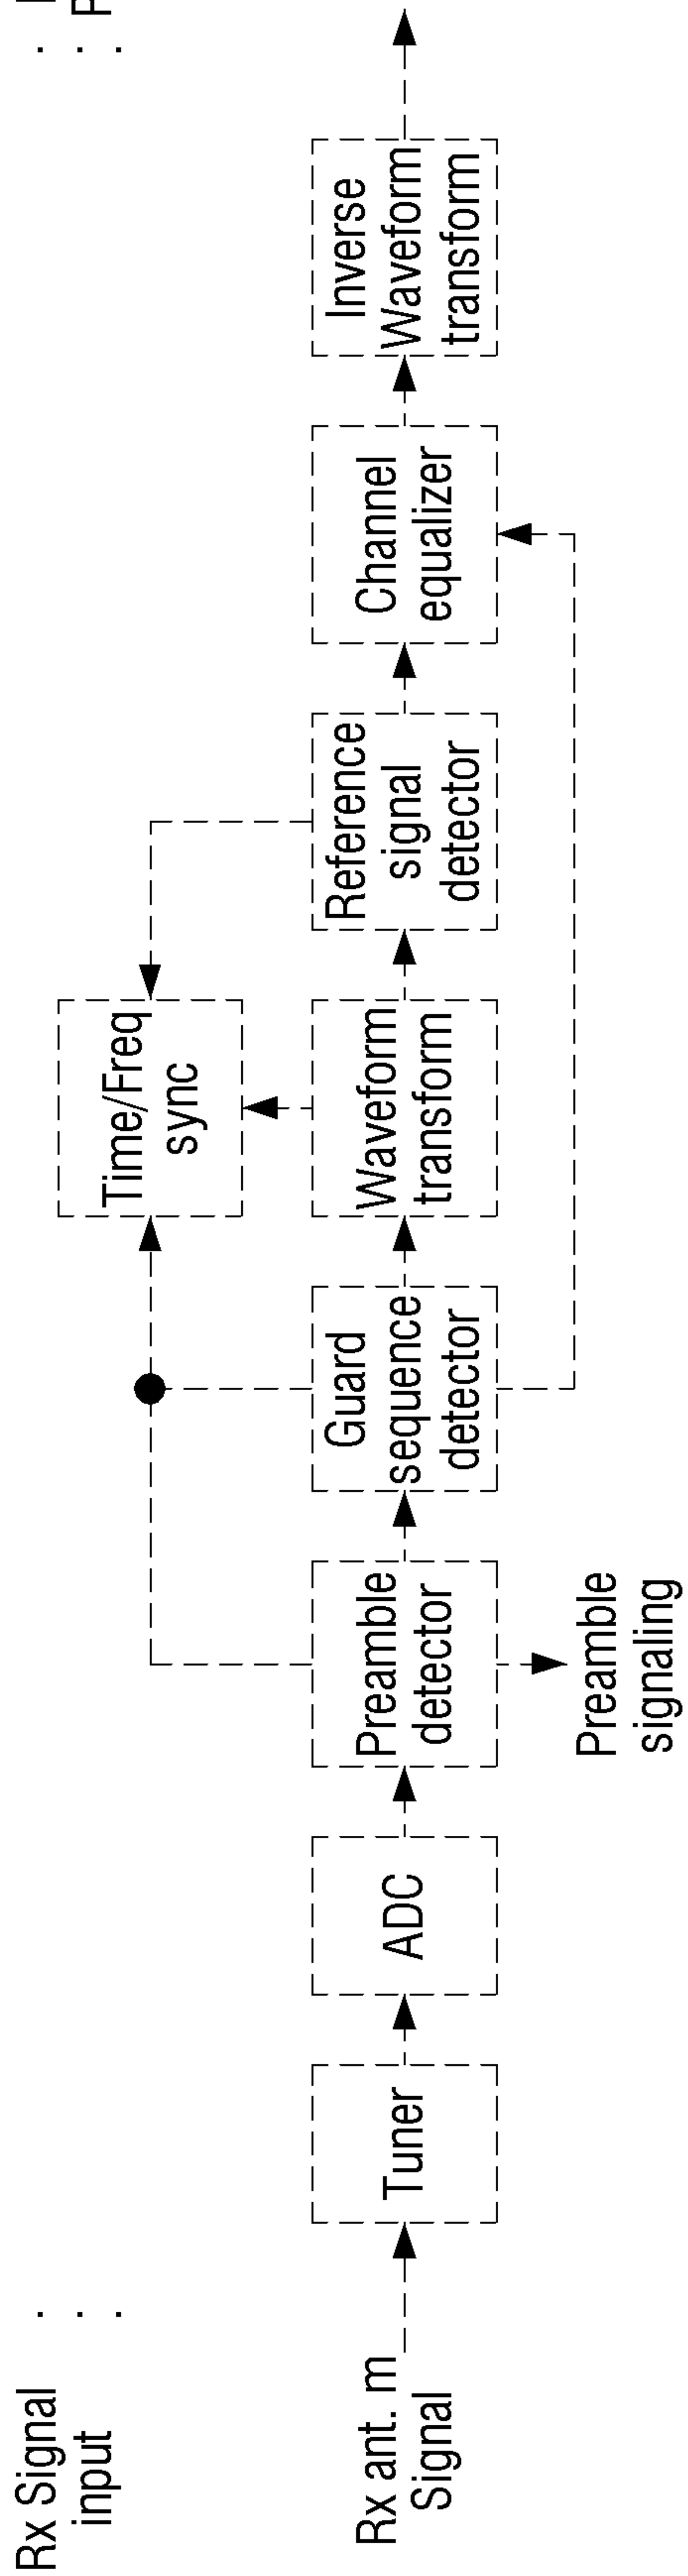 Rx Signal
input
Rx ant. m
Signal
Tuner
ADC
Preamble
detector
Preamble
signaling
Guard
sequence
detector
Time/Freq
sync
Waveform
transform
Reference
signal
detector
Channel
equalizer
Inverse
Waveform
transform